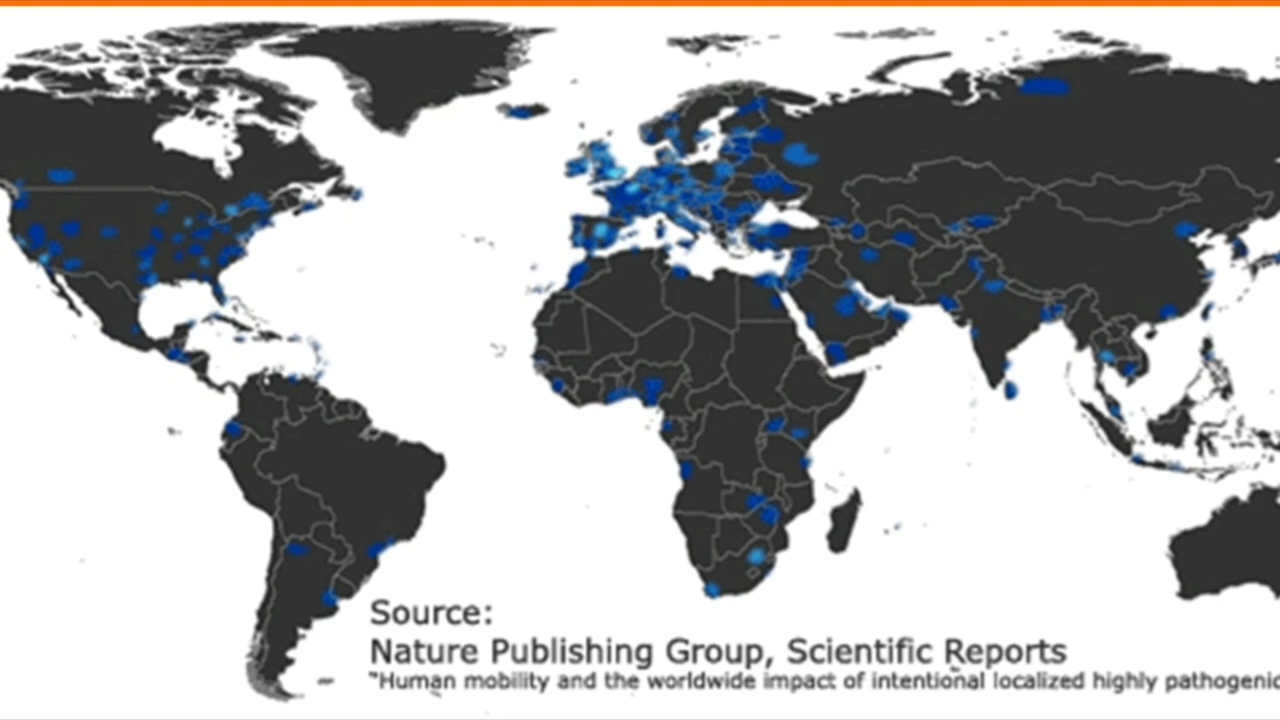 Source:
Nature Publishing Group, Scientific Reports
"Human mobility and the worldwide impact of intentional localized highly pathogenic